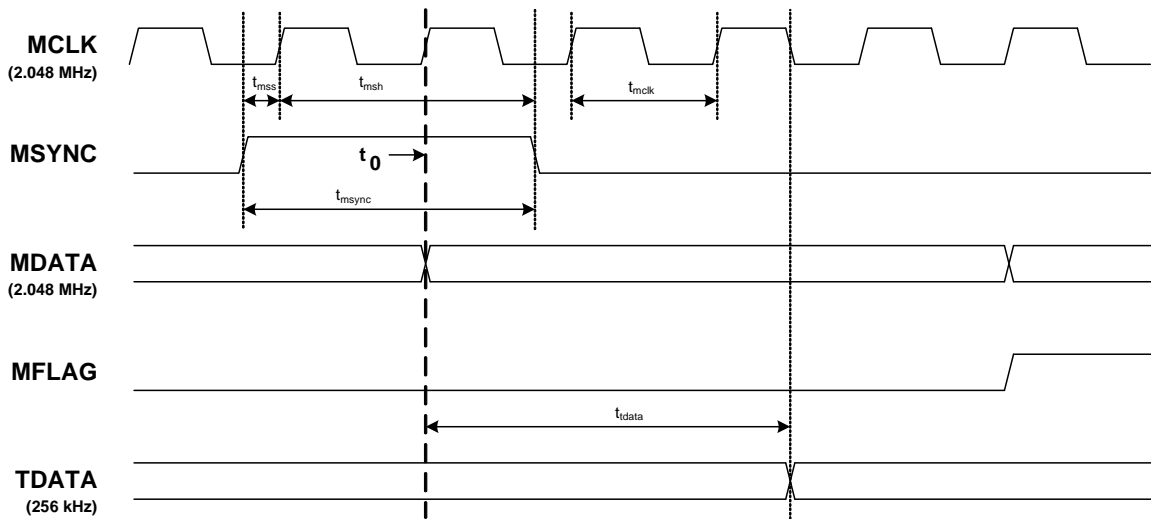 MCLK
(2.048 MHz)
tmss
tmsh
tmclk
MSYNC
t0
tmsync
MDATA
(2.048 MHz)
MFLAG
ttdata
TDATA
(256 kHz)